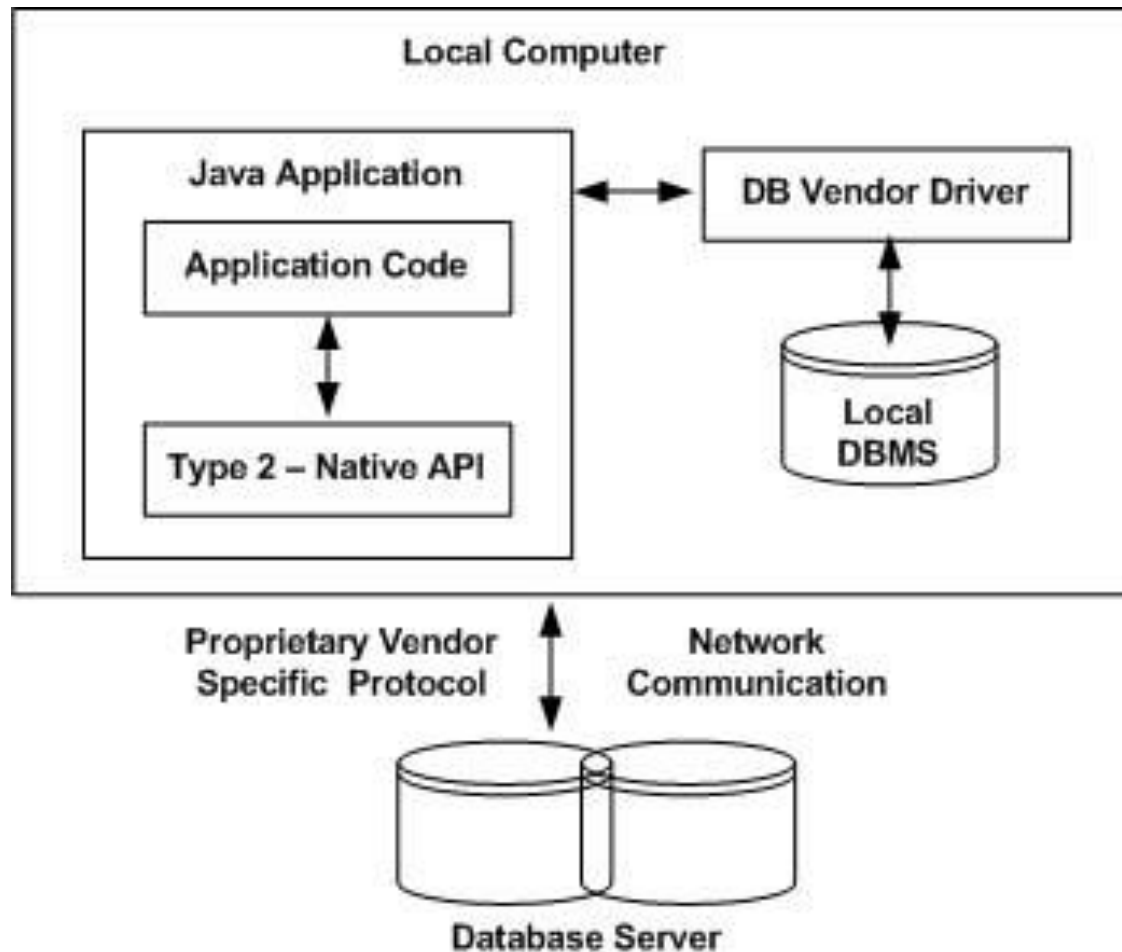 Local Computer
Java Application
Application Code
Type 2 – Native API
DB Vendor Driver
Local
DBMS
Proprietary Vendor
Specific Protocol
Network
Communication
Database Server